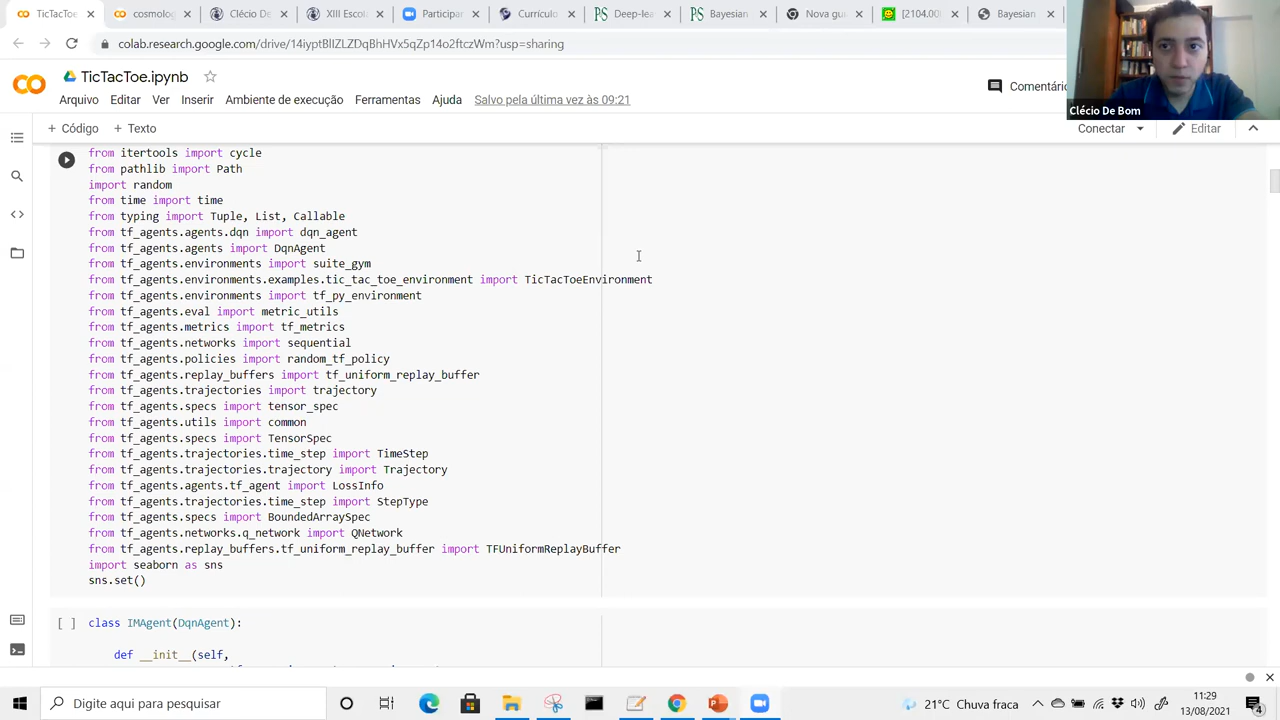 TicTacToe
cosmolog
Clécio De
XIII Escol
Participar
Currículo
Deep-lea
Bayesian
Nova gui
[2104.00
Bayesian
colab.research.google.com/drive/14iyptBlIZLZDqBhHVx5qZp14o2ftczWm?usp=sharing
TicTacToe.ipynb
Comentário
Clécio De Bom
Arquivo Editar Ver Inserir Ambiente de execução Ferramentas Ajuda Salvo pela última vez às 09:21
+ Código + Texto
Conectar
Editar
from itertools import cycle
from pathlib import Path
import random
from time import time
from typing import Tuple, List, Callable
from tf_agents.agents.dqn import dqn_agent
from tf_agents.agents import DqnAgent
from tf_agents.environments import suite_gym
from tf_agents.environments.examples.tic_tac_toe_environment import TicTacToeEnvironment
from tf_agents.environments import tf_py_environment
from tf_agents.eval import metric_utils
from tf_agents.metrics import tf_metrics
from tf_agents.networks import sequential
from tf_agents.policies import random_tf_policy
from tf_agents.replay_buffers import tf_uniform_replay_buffer
from tf_agents.trajectories import trajectory
from tf_agents.specs import tensor_spec
from tf_agents.utils import common
from tf_agents.specs import TensorSpec
from tf_agents.trajectories.time_step import TimeStep
from tf_agents.trajectories.trajectory import Trajectory
from tf_agents.agents.tf_agent import LossInfo
from tf_agents.trajectories.time_step import StepType
from tf_agents.specs import BoundedArraySpec
from tf_agents.networks.q_network import QNetwork
from tf_agents.replay_buffers.tf_uniform_replay_buffer import TFUniformReplayBuffer
import seaborn as sns
sns.set()
[ ] class IMAgent(DqnAgent):
def __init__(self,
Digite aqui para pesquisar
21°C Chuva fraca
11:29
13/08/2021
4